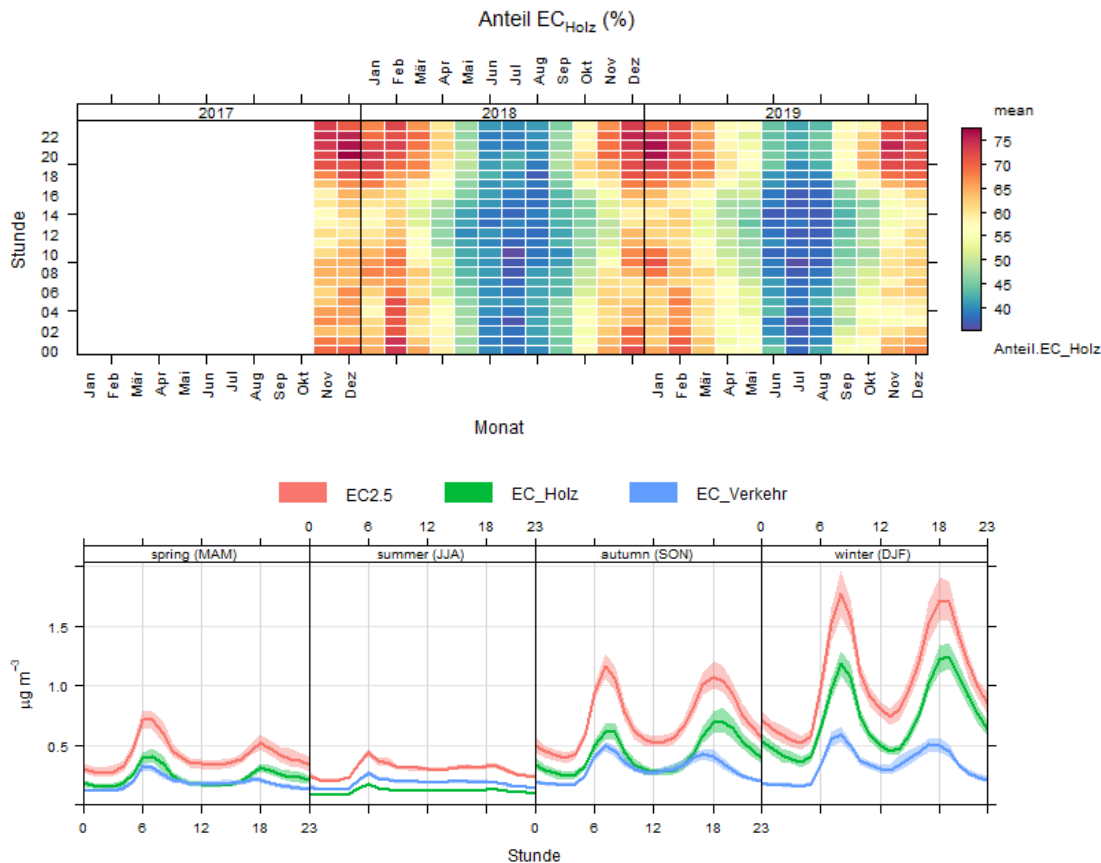 Anteil EC_Holz (%)
Jan Feb Mär Apr Mai Jun Jul Aug Sep Okt Nov Dez
2017 2018 2019
mean
22
20
18
16
14
12
10
08
06
04
02
00
Stunde
75
70
65
60
55
50
45
40
Anteil.EC_Holz
Jan Feb Mär Apr Mai Jun Jul Aug Sep Okt Nov Dez Jan Feb Mär Apr Mai Jun Jul Aug Sep Okt Nov Dez
Monat
EC2.5 EC_Holz EC_Verkehr
0 6 12 18 23 0 6 12 18 23
spring (MAM) summer (JJA) autumn (SON) winter (DJF)
1.5
1.0
0.5
µg m⁻³
0 6 12 18 23 0 6 12 18 23
Stunde